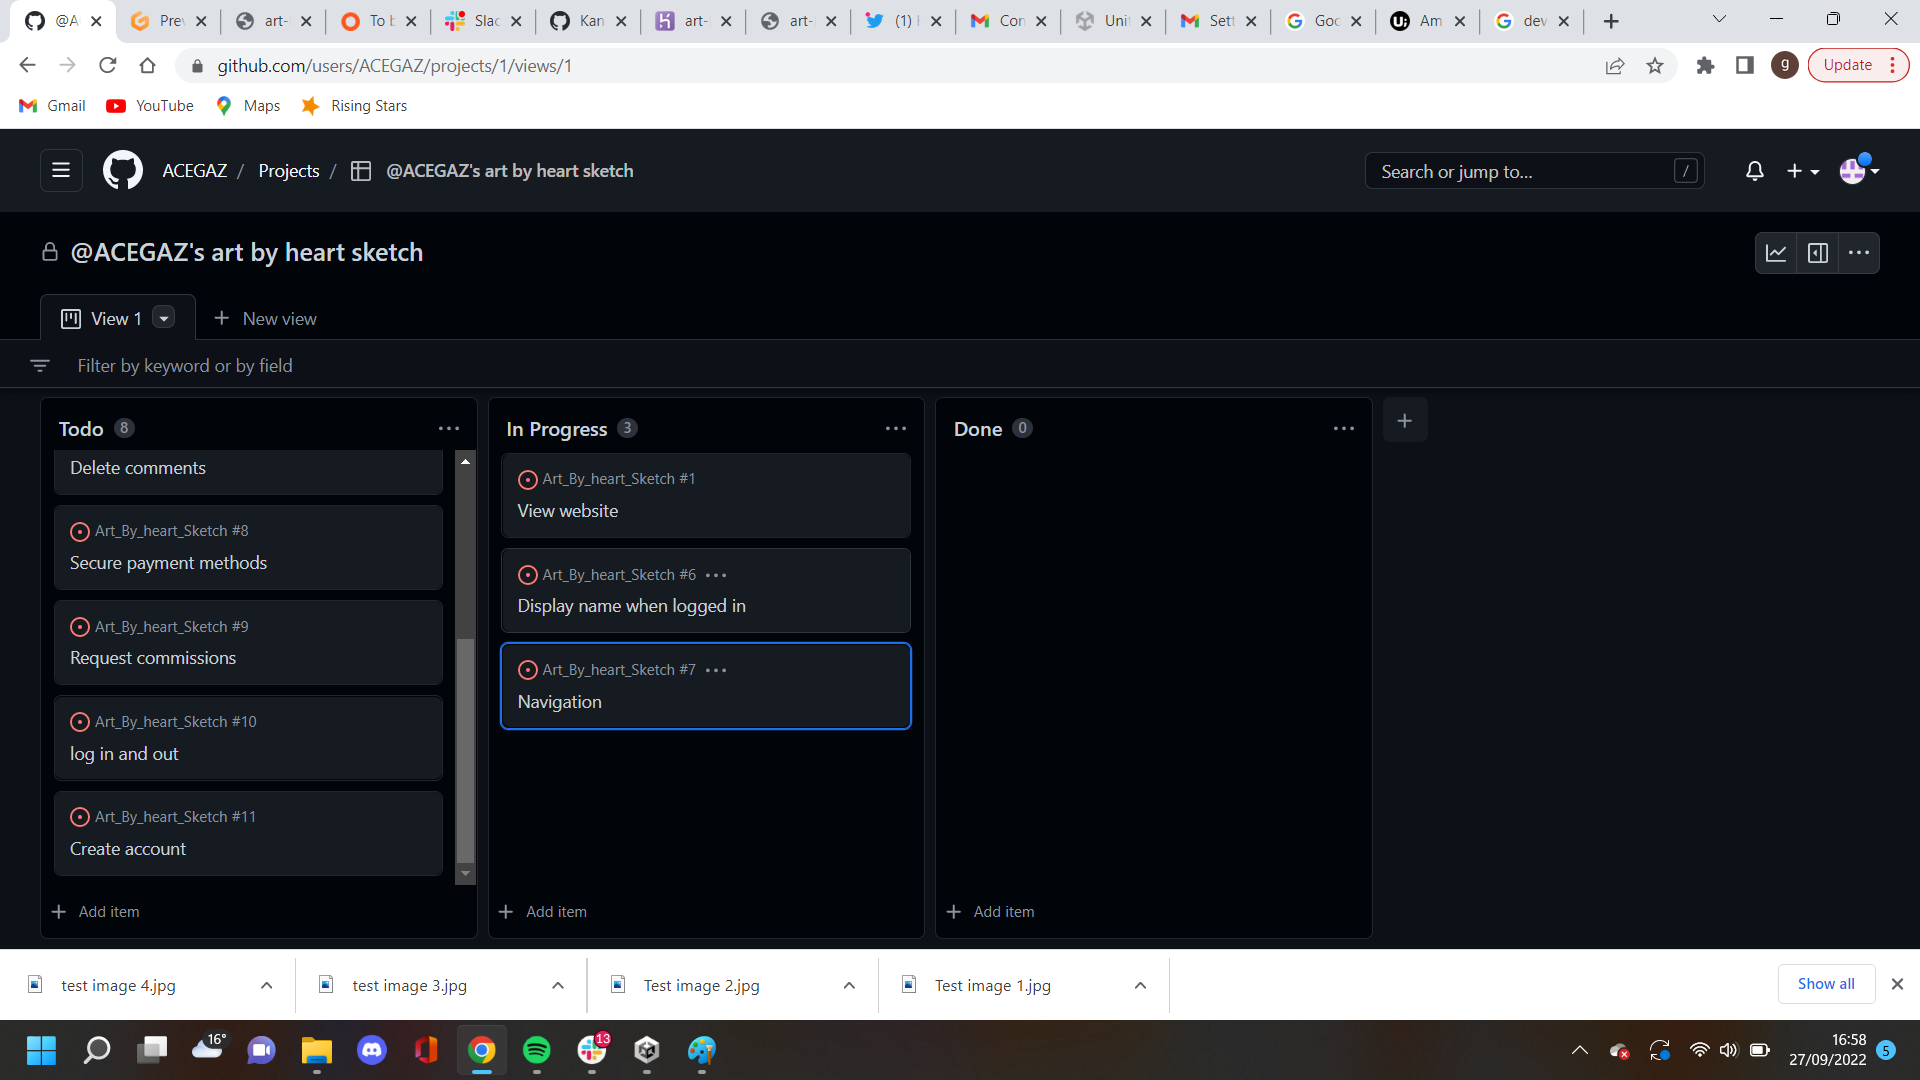 @A
Pre
art-
To b
Slac
Kan
art-
art-
(1)
Con
Unit
Sett
Goo
Am
dev
github.com/users/ACEGAZ/projects/1/views/1
g
Update
Gmail
YouTube
Maps
Rising Stars
ACEGAZ / Projects / @ACEGAZ's art by heart sketch
Search or jump to...
/
@ACEGAZ's art by heart sketch
View 1
New view
Filter by keyword or by field
Todo 8
Delete comments
Art_By_heart_Sketch #8
Secure payment methods
Art_By_heart_Sketch #9
Request commissions
Art_By_heart_Sketch #10
log in and out
Art_By_heart_Sketch #11
Create account
Add item
In Progress 3
Art_By_heart_Sketch #1
View website
Art_By_heart_Sketch #6
Display name when logged in
Art_By_heart_Sketch #7
Navigation
Add item
Done 0
Add item
test image 4.jpg
test image 3.jpg
Test image 2.jpg
Test image 1.jpg
Show all
16°
13
16:58
27/09/2022
5